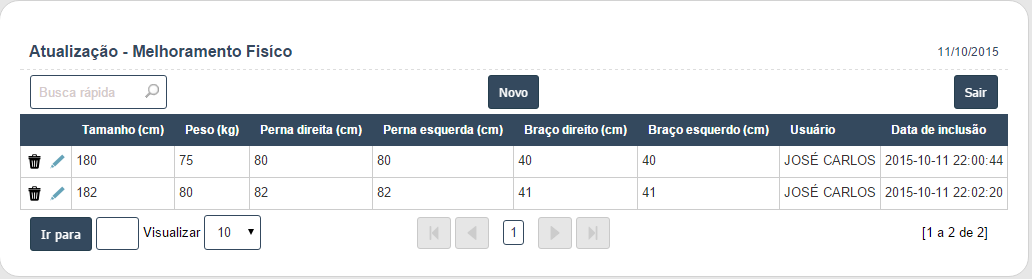 Atualização - Melhoramento Fisíco 11/10/2015
Busca rápida Novo Sair
Tamanho (cm) Peso (kg) Perna direita (cm) Perna esquerda (cm) Braço direito (cm) Braço esquerdo (cm) Usuário Data de inclusão
180 75 80 80 40 40 JOSÉ CARLOS 2015-10-11 22:00:44
182 80 82 82 41 41 JOSÉ CARLOS 2015-10-11 22:02:20
Ir para Visualizar 10 1 [1 a 2 de 2]